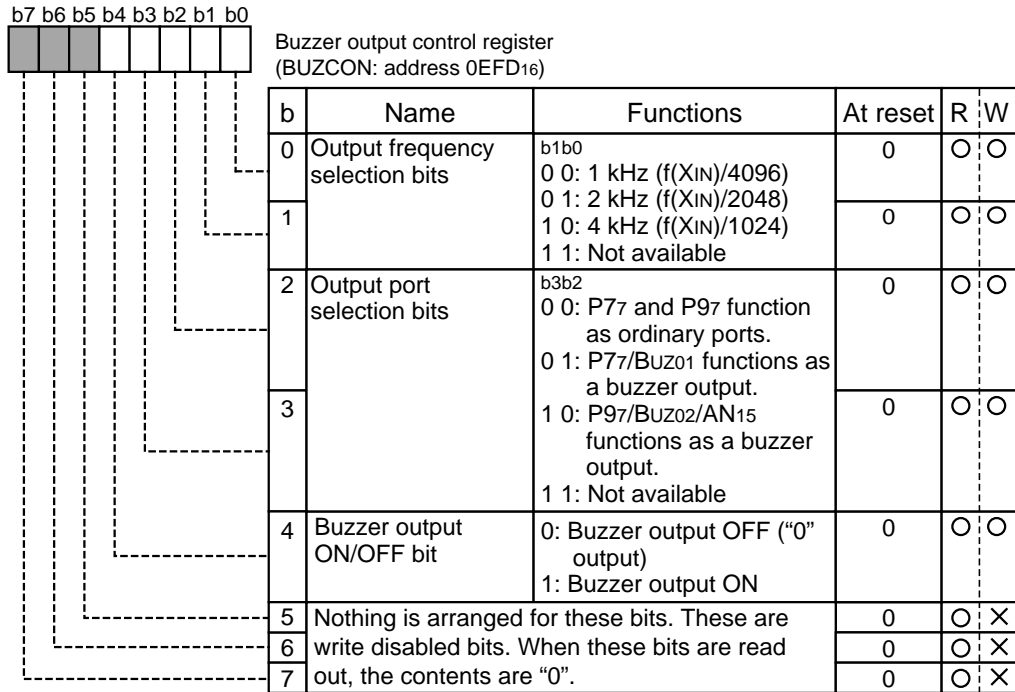 b7 b6 b5 b4 b3 b2 b1 b0
Buzzer output control register
(BUZCON: address 0EFD16)
b Name Functions At reset R W
0 Output frequency selection bits
b1b0
0 0: 1 kHz (f(XIN)/4096)
0 1: 2 kHz (f(XIN)/2048)
1 0: 4 kHz (f(XIN)/1024)
1 1: Not available
0 ○ ○
1 0 ○ ○
2 Output port selection bits
b3b2
0 0: P77 and P97 function
as ordinary ports.
0 1: P77/BUZ01 functions as
a buzzer output.
1 0: P97/BUZ02/AN15
functions as a buzzer
output.
1 1: Not available
0 ○ ○
3 0 ○ ○
4 Buzzer output ON/OFF bit
0: Buzzer output OFF (“0”
output)
1: Buzzer output ON
0 ○ ○
5 Nothing is arranged for these bits. These are 0 ○ ×
6 write disabled bits. When these bits are read 0 ○ ×
7 out, the contents are “0”. 0 ○ ×